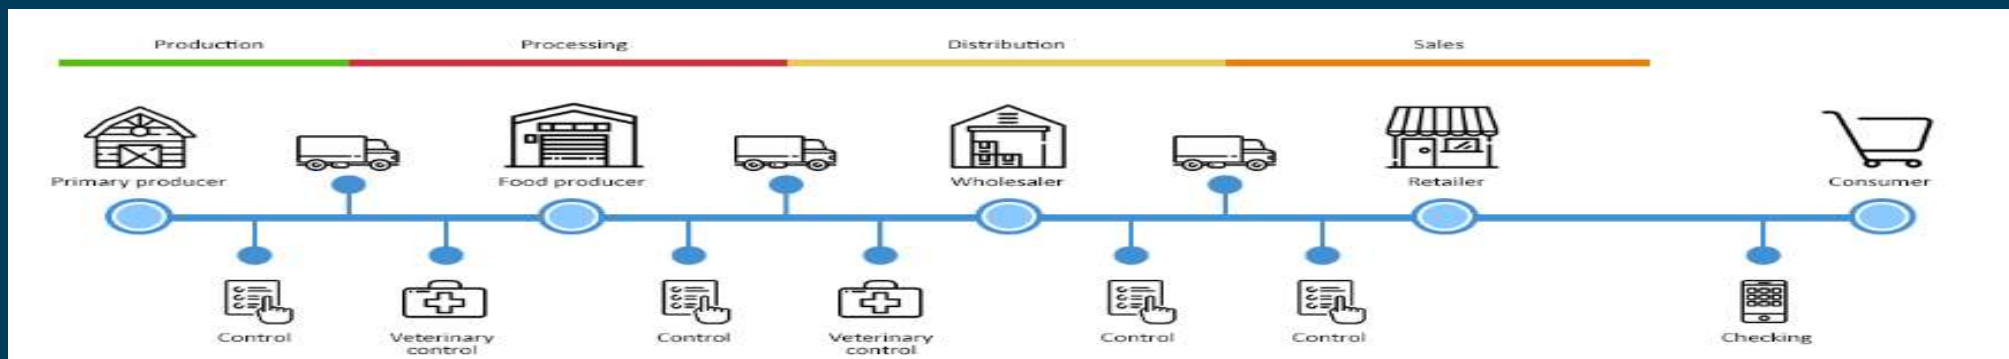 Production
Processing
Distribution
Sales
Primary producer
Food producer
Wholesaler
Retailer
Consumer
Control
Veterinary
control
Control
Veterinary
control
Control
Control
Checking